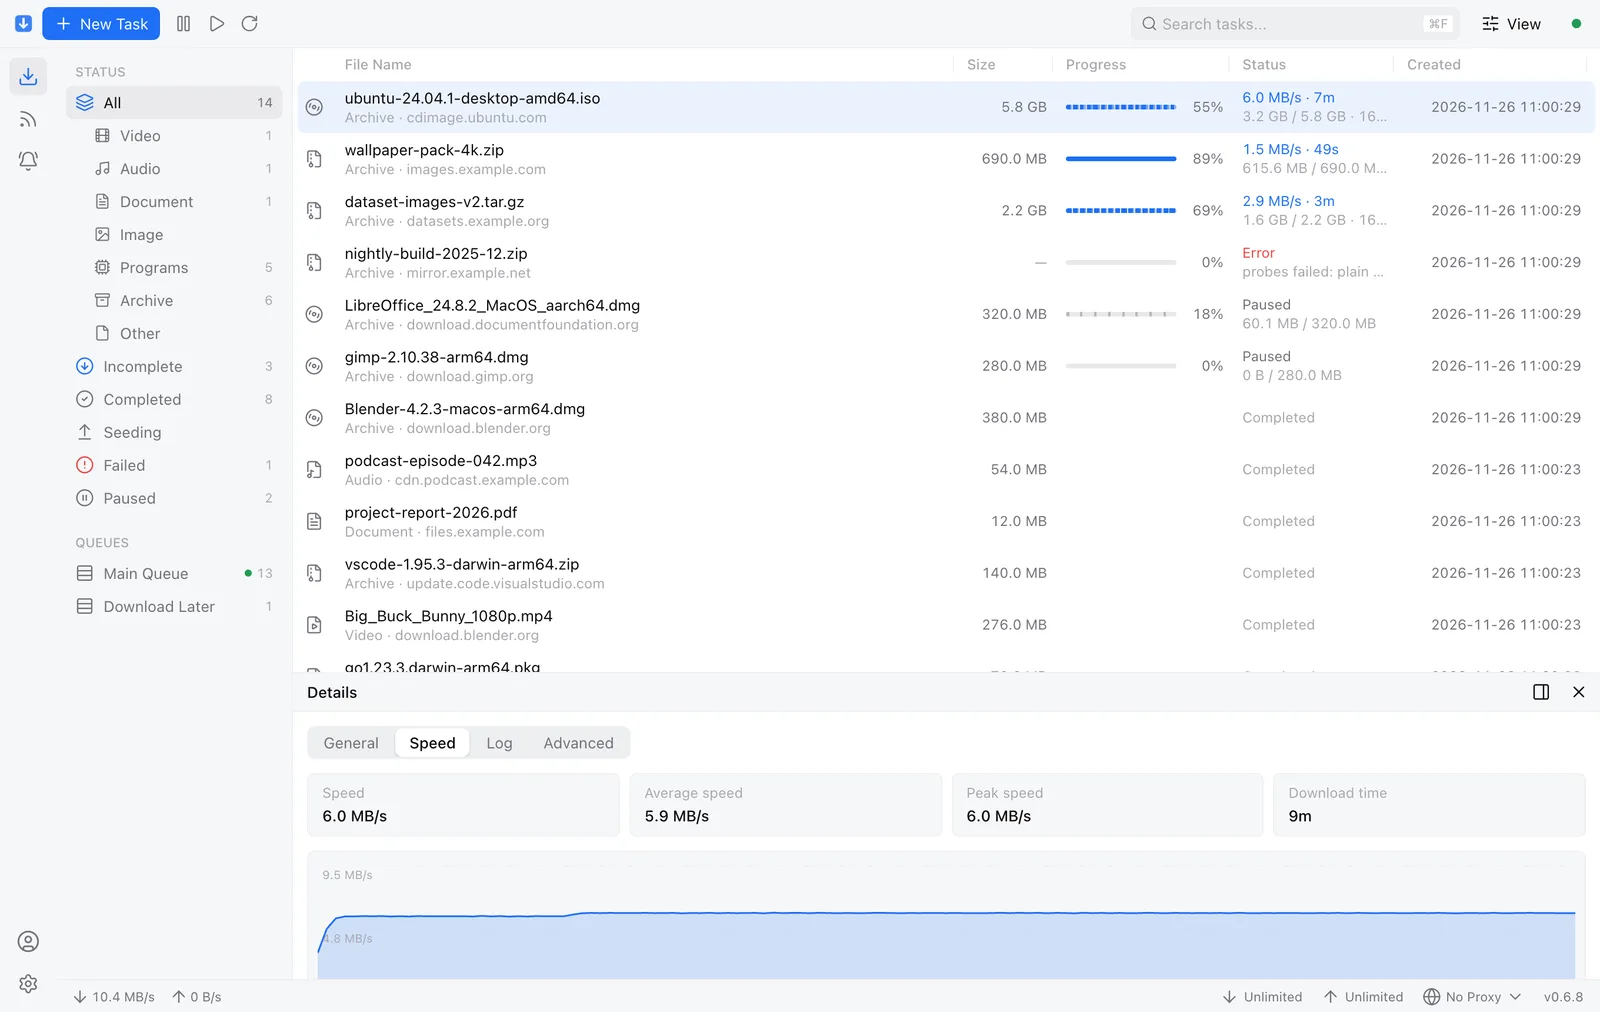 New Task
Search tasks...
⌘F
View
STATUS
All 14
Video 1
Audio 1
Document 1
Image
Programs 5
Archive 6
Other
Incomplete 3
Completed 8
Seeding
Failed 1
Paused 2
QUEUES
Main Queue 13
Download Later 1
File Name Size Progress Status Created
ubuntu-24.04.1-desktop-amd64.iso
Archive · cdimage.ubuntu.com
5.8 GB 55%
6.0 MB/s · 7m
3.2 GB / 5.8 GB · 16...
2026-11-26 11:00:29
wallpaper-pack-4k.zip
Archive · images.example.com
690.0 MB 89%
1.5 MB/s · 49s
615.6 MB / 690.0 M...
2026-11-26 11:00:29
dataset-images-v2.tar.gz
Archive · datasets.example.org
2.2 GB 69%
2.9 MB/s · 3m
1.6 GB / 2.2 GB · 16...
2026-11-26 11:00:29
nightly-build-2025-12.zip
Archive · mirror.example.net
— 0%
Error
probes failed: plain ...
2026-11-26 11:00:29
LibreOffice_24.8.2_MacOS_aarch64.dmg
Archive · download.documentfoundation.org
320.0 MB 18%
Paused
60.1 MB / 320.0 MB
2026-11-26 11:00:29
gimp-2.10.38-arm64.dmg
Archive · download.gimp.org
280.0 MB 0%
Paused
0 B / 280.0 MB
2026-11-26 11:00:29
Blender-4.2.3-macos-arm64.dmg
Archive · download.blender.org
380.0 MB Completed 2026-11-26 11:00:29
podcast-episode-042.mp3
Audio · cdn.podcast.example.com
54.0 MB Completed 2026-11-26 11:00:23
project-report-2026.pdf
Document · files.example.com
12.0 MB Completed 2026-11-26 11:00:23
vscode-1.95.3-darwin-arm64.zip
Archive · update.code.visualstudio.com
140.0 MB Completed 2026-11-26 11:00:23
Big_Buck_Bunny_1080p.mp4
Video · download.blender.org
276.0 MB Completed 2026-11-26 11:00:23
go1.23.3.darwin-arm64.pkg
Details
General Speed Log Advanced
Speed
6.0 MB/s
Average speed
5.9 MB/s
Peak speed
6.0 MB/s
Download time
9m
9.5 MB/s
4.8 MB/s
10.4 MB/s 0 B/s
Unlimited Unlimited No Proxy v0.6.8